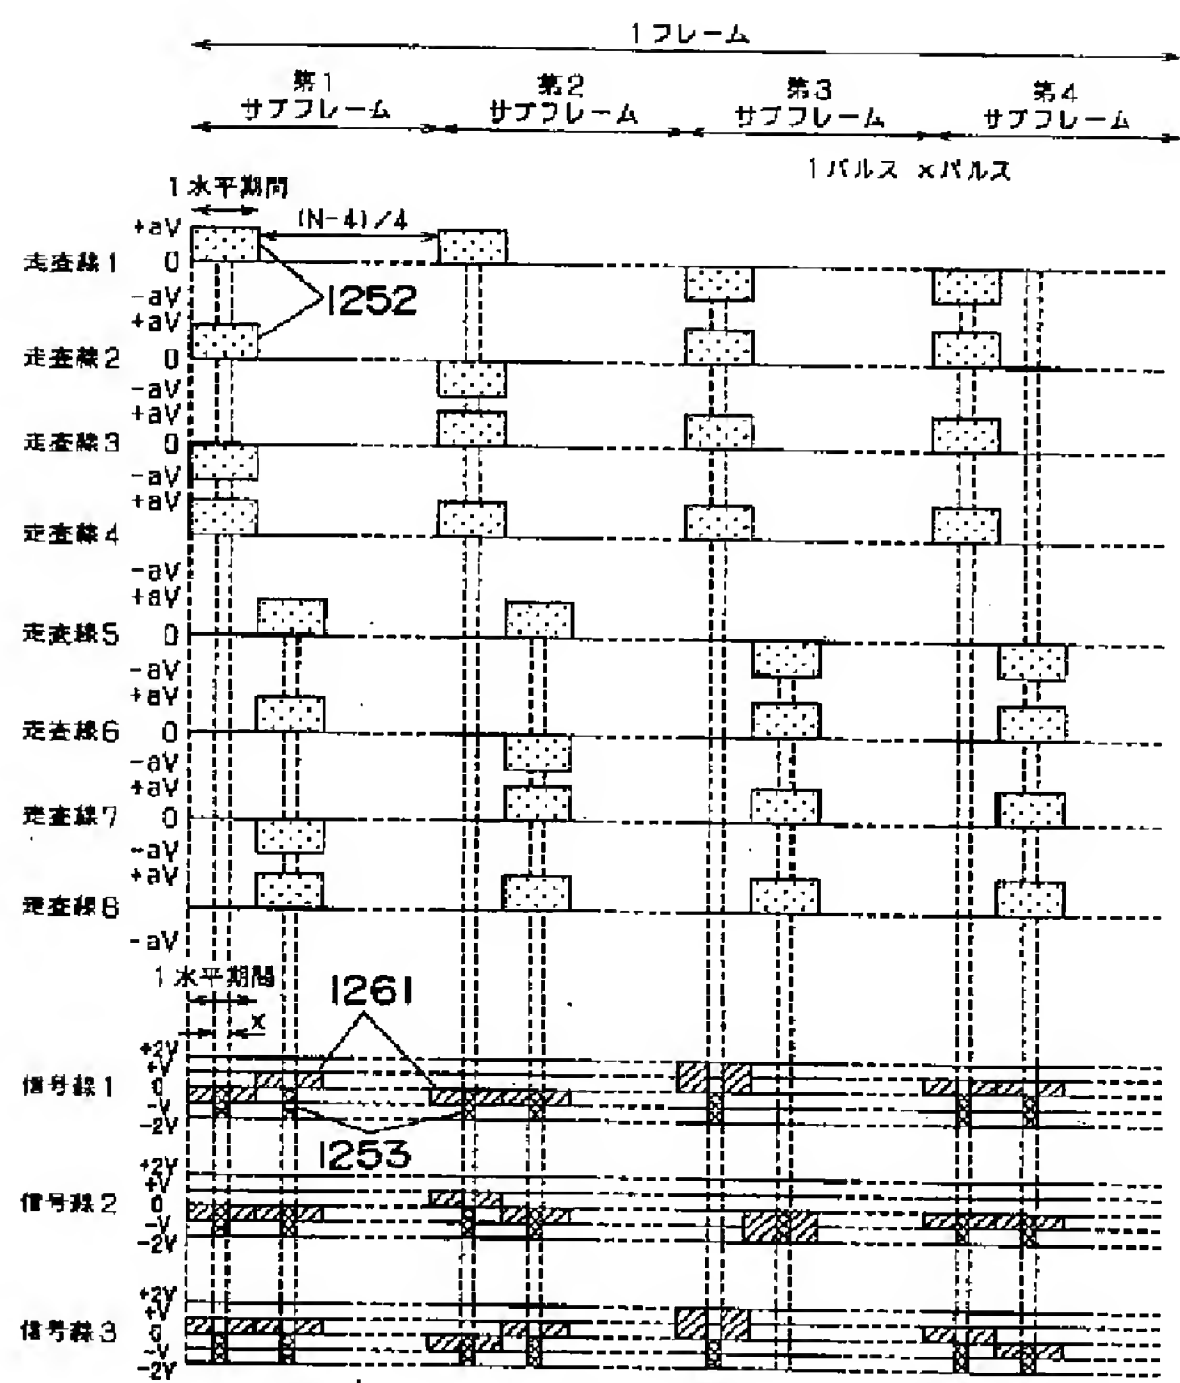 1フレーム
第1
サブフレーム
第2
サブフレーム
第3
サブフレーム
第4
サブフレーム
1パルス ×パルス
1水平期間
(N-4)/4
+aV
走査線1 0
-aV
1252
+aV
走査線2 0
-aV
+aV
走査線3 0
-aV
+aV
走査線4
-aV
+aV
走査線5 0
-aV
+aV
走査線6 0
-aV
+aV
走査線7 0
-aV
+aV
走査線8
-aV
1水平期間
1261
x
+2V
+V
信号線1 0
-V
-2V
1253
+2V
+V
信号線2 0
-V
-2V
+2V
+V
信号線3 0
-V
-2V